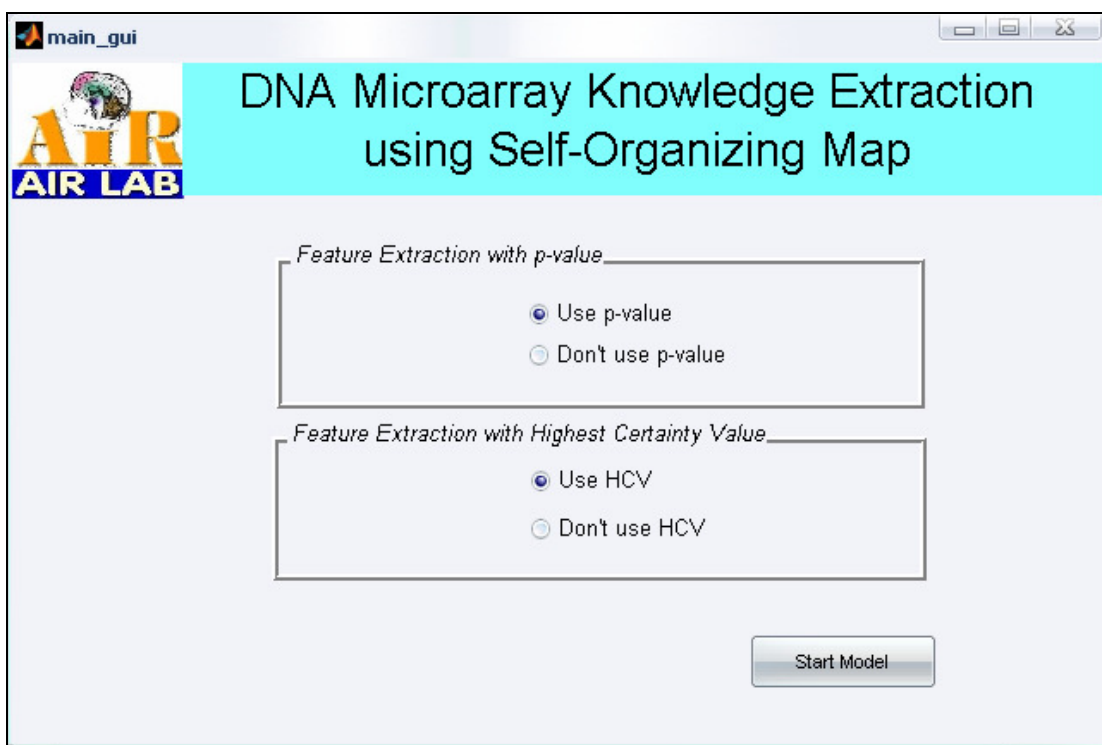 main_gui
AiR
AIR LAB
DNA Microarray Knowledge Extraction
using Self-Organizing Map
Feature Extraction with p-value
Use p-value
Don't use p-value
Feature Extraction with Highest Certainty Value
Use HCV
Don't use HCV
Start Model